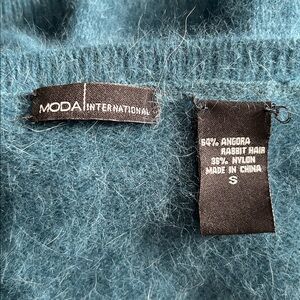 MODA INTERNATIONAL
64% ANGORA
RABBIT HAIR
36% NYLON
MADE IN CHINA
S